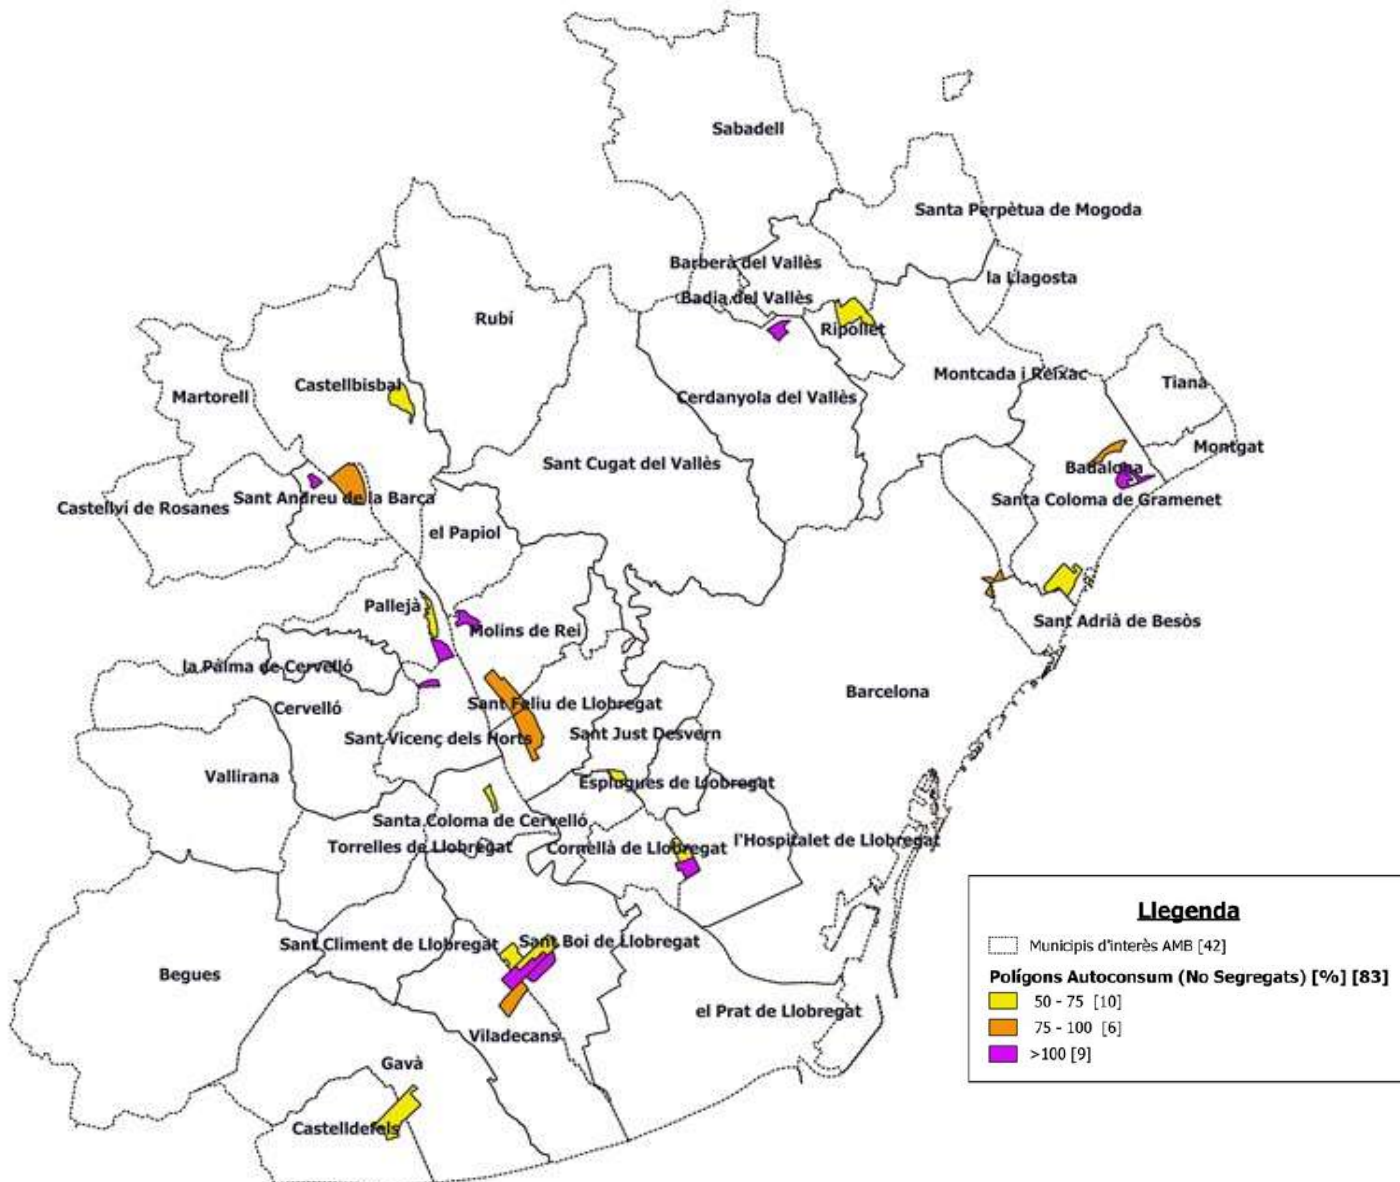 Sabadell
Santa Perpètua de Mogoda
Barberà del Vallès
la Llagosta
Badia del Vallès
Rubí
Ripollet
Montcada i Reixac
Tiana
Castellbisbal
Martorell
Cerdanyola del Vallès
Montgat
Sant Cugat del Vallès
Badalona
Sant Andreu de la Barca
Santa Coloma de Gramenet
Castellví de Rosanes
el Papiol
Pallejà
Sant Adrià de Besòs
Molins de Rei
la Palma de Cervelló
Barcelona
Sant Feliu de Llobregat
Cervelló
Sant Just Desvern
Sant Vicenç dels Horts
Vallirana
Esplugues de Llobregat
Santa Coloma de Cervelló
l'Hospitalet de Llobregat
Torrelles de Llobregat
Cornellà de Llobregat
Sant Climent de Llobregat
Sant Boi de Llobregat
Begues
el Prat de Llobregat
Viladecans
Gavà
Castelldefels
Llegenda
Municipis d'interès AMB [42]
Polígons Autoconsum (No Segregats) [%] [83]
50 - 75 [10]
75 - 100 [6]
>100 [9]